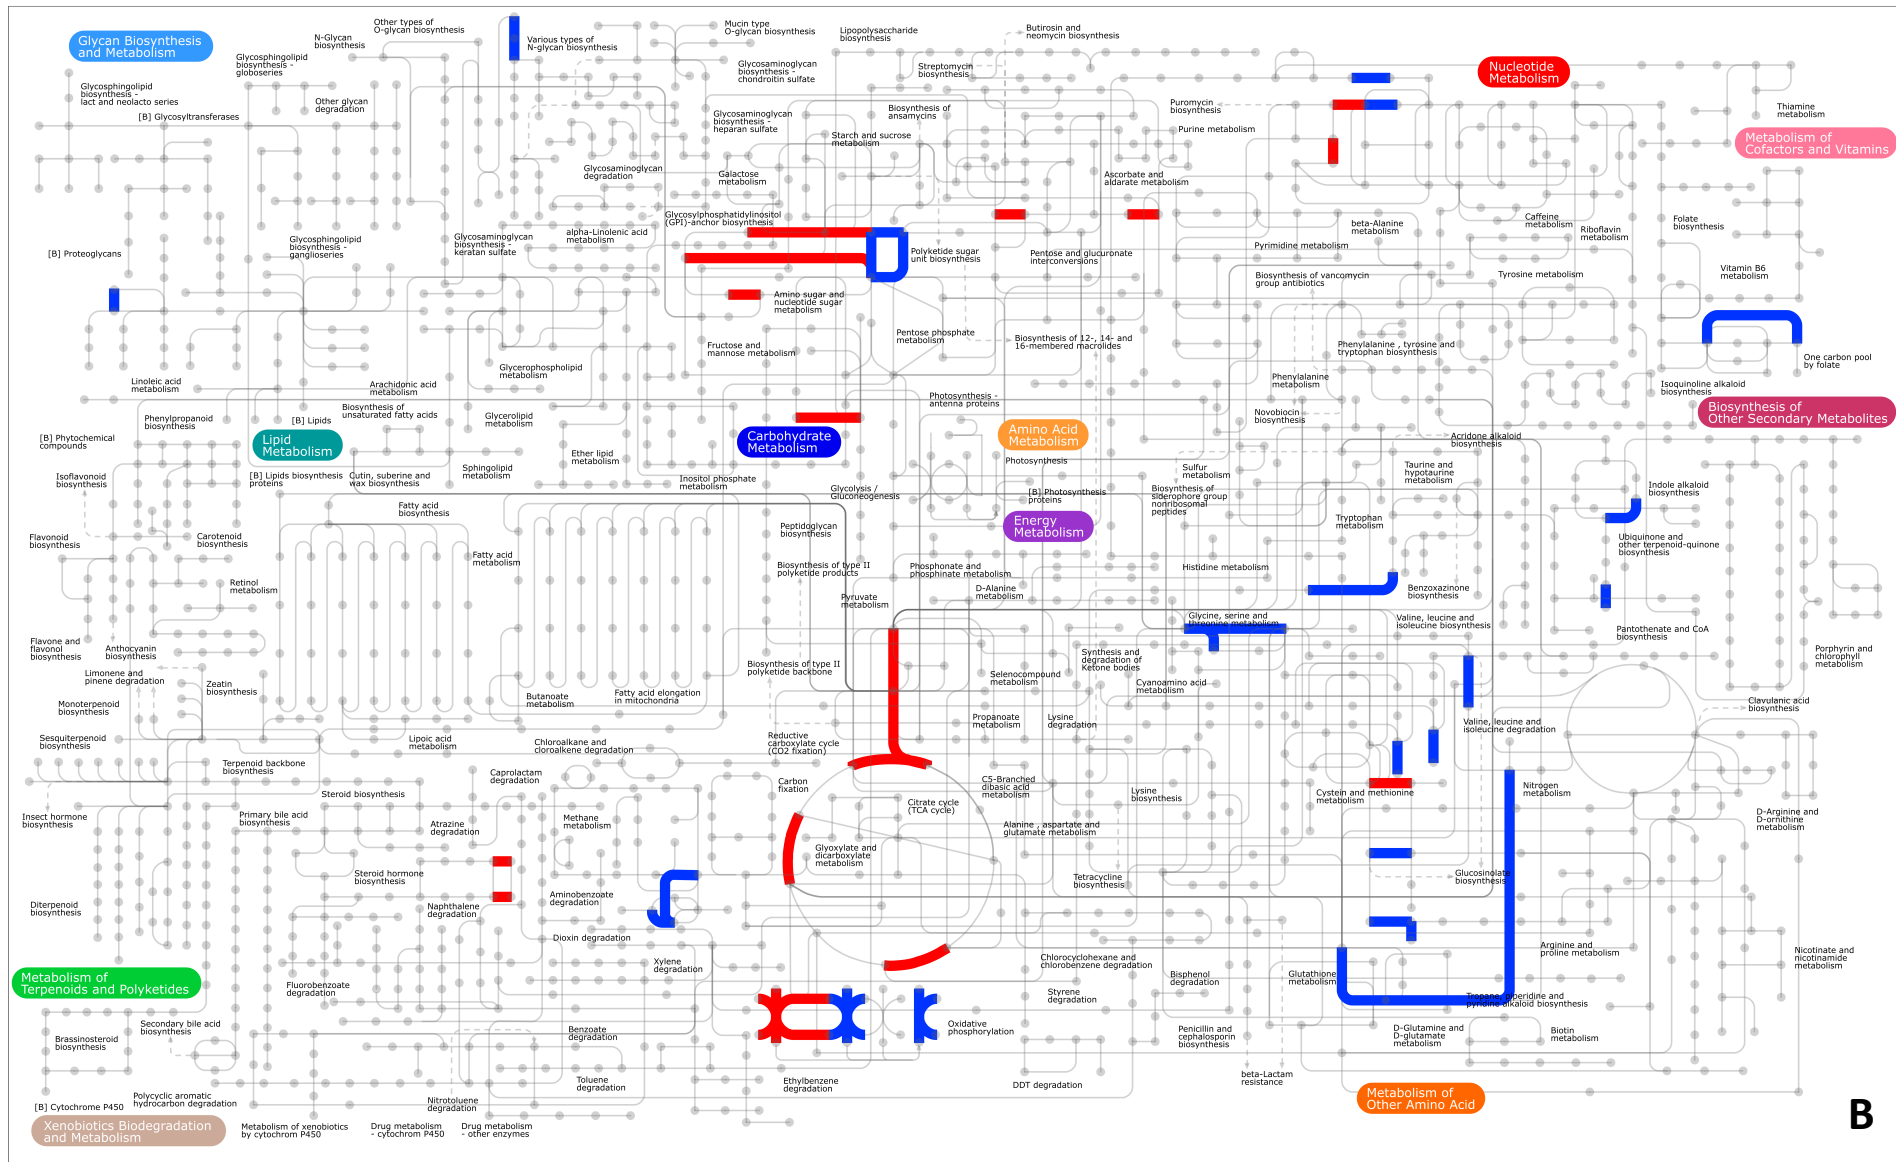 Other types of
O-glycan biosynthesis
N-Glycan
biosynthesis
Various types of
N-glycan biosynthesis
Mucin type
O-glycan biosynthesis
Lipopolysaccharide
biosynthesis
Butirosin and
neomycin biosynthesis
Glycan Biosynthesis
and Metabolism
Glycosphingolipid
biosynthesis -
globoseries
Glycosaminoglycan
biosynthesis -
chondroitin sulfate
Streptomycin
biosynthesis
Nucleotide
Metabolism
Glycosphingolipid
biosynthesis -
lact and neolacto series
Other glycan
degradation
[B] Glycosyltransferases
Glycosaminoglycan
biosynthesis -
heparan sulfate
Biosynthesis of
ansamycins
Puromycin
biosynthesis
Thiamine
metabolism
Starch and sucrose
metabolism
Purine metabolism
Metabolism of
Cofactors and Vitamins
Glycosaminoglycan
degradation
Galactose
metabolism
Ascorbate and
aldarate metabolism
Glycosylphosphatidylinositol
(GPI)-anchor biosynthesis
Caffeine
metabolism
beta-Alanine
metabolism
Riboflavin
metabolism
Folate
biosynthesis
[B] Proteoglycans
Glycosphingolipid
biosynthesis -
ganglioseries
Glycosaminoglycan
biosynthesis -
keratan sulfate
alpha-Linolenic acid
metabolism
Polyketide sugar
unit biosynthesis
Pentose and glucuronate
interconversions
Pyrimidine metabolism
Biosynthesis of vancomycin
group antibiotics
Tyrosine metabolism
Vitamin B6
metabolism
Amino sugar and
nucleotide sugar
metabolism
Pentose phosphate
metabolism
Biosynthesis of 12-, 14- and
16-membered macrolides
Fructose and
mannose metabolism
Phenylalanine , tyrosine and
tryptophan biosynthesis
One carbon pool
by folate
Glycerophospholipid
metabolism
Linoleic acid
metabolism
Arachidonic acid
metabolism
Phenylalanine
metabolism
Isoquinoline alkaloid
biosynthesis
Photosynthesis -
antenna proteins
Biosynthesis of
Other Secondary Metabolites
Phenylpropanoid
biosynthesis
[B] Lipids
Biosynthesis of
unsaturated fatty acids
Glycerolipid
metabolism
Novobiocin
biosynthesis
[B] Phytochemical
compounds
Lipid
Metabolism
Carbohydrate
Metabolism
Amino Acid
Metabolism
Acridone alkaloid
biosynthesis
Ether lipid
metabolism
Photosynthesis
Isoflavonoid
biosynthesis
[B] Lipids biosynthesis
proteins
Cutin, suberine and
wax biosynthesis
Sphingolipid
metabolism
Inositol phosphate
metabolism
Glycolysis /
Gluconeogenesis
[B] Photosynthesis
proteins
Sulfur
metabolism
Biosynthesis of
siderophore group
nonribosomal
peptides
Taurine and
hypotaurine
metabolism
Indole alkaloid
biosynthesis
Fatty acid
biosynthesis
Energy
Metabolism
Tryptophan
metabolism
Peptidoglycan
biosynthesis
Flavonoid
biosynthesis
Carotenoid
biosynthesis
Fatty acid
metabolism
Ubiquinone and
other terpenoid-quinone
biosynthesis
Retinol
metabolism
Biosynthesis of type II
polyketide products
Phosphonate and
phosphinate metabolism
Histidine metabolism
Pyruvate
metabolism
D-Alanine
metabolism
Benzoxazinone
biosynthesis
Glycine, serine and
threonine metabolism
Valine, leucine and
isoleucine biosynthesis
Pantothenate and CoA
biosynthesis
Flavone and
flavonol
biosynthesis
Anthocyanin
biosynthesis
Limonene and
pinene degradation
Zeatin
biosynthesis
Biosynthesis of type II
polyketide backbone
Selenocompound
metabolism
Synthesis and
degradation of
Ketone bodies
Cyanoamino acid
metabolism
Porphyrin and
chlorophyll
metabolism
Monoterpenoid
biosynthesis
Butanoate
metabolism
Fatty acid elongation
in mitochondria
Clavulanic acid
biosynthesis
Sesquiterpenoid
biosynthesis
Lipoic acid
metabolism
Chloroalkane and
cloroalkene degradation
Reductive
carboxylate cycle
(CO2 fixation)
Propanoate
metabolism
Lysine
degradation
Valine, leucine and
isoleucine degradation
Terpenoid backbone
biosynthesis
Caprolactam
degradation
Carbon
fixation
C5-Branched
dibasic acid
metabolism
Lysine
biosynthesis
Cystein and methionine
metabolism
Nitrogen
metabolism
Steroid biosynthesis
Citrate cycle
(TCA cycle)
Insect hormone
biosynthesis
Primary bile acid
biosynthesis
Atrazine
degradation
Methane
metabolism
Alanine , aspartate and
glutamate metabolism
D-Arginine and
D-ornithine
metabolism
Glyoxylate and
dicarboxylate
metabolism
Steroid hormone
biosynthesis
Tetracycline
biosynthesis
Glucosinolate
biosynthesis
Diterpenoid
biosynthesis
Naphthalene
degradation
Aminobenzoate
degradation
Dioxin degradation
Arginine and
proline metabolism
Nicotinate and
nicotinamide
metabolism
Xylene
degradation
Chlorocyclohexane and
chlorobenzene degradation
Bisphenol
degradation
Glutathione
metabolism
Metabolism of
Terpenoids and Polyketides
Fluorobenzoate
degradation
Styrene
degradation
Tropane, piperidine and
pyridine alkaloid biosynthesis
Secondary bile acid
biosynthesis
Brassinosteroid
biosynthesis
Benzoate
degradation
Oxidative
phosphorylation
Penicillin and
cephalosporin
biosynthesis
D-Glutamine and
D-glutamate
metabolism
Biotin
metabolism
Toluene
degradation
Ethylbenzene
degradation
DDT degradation
beta-Lactam
resistance
[B] Cytochrome P450
Polycyclic aromatic
hydrocarbon degradation
Nitrotoluene
degradation
Metabolism of
Other Amino Acid
B
Xenobiotics Biodegradation
and Metabolism
Metabolism of xenobiotics
by cytochrom P450
Drug metabolism
- cytochrom P450
Drug metabolism
- other enzymes